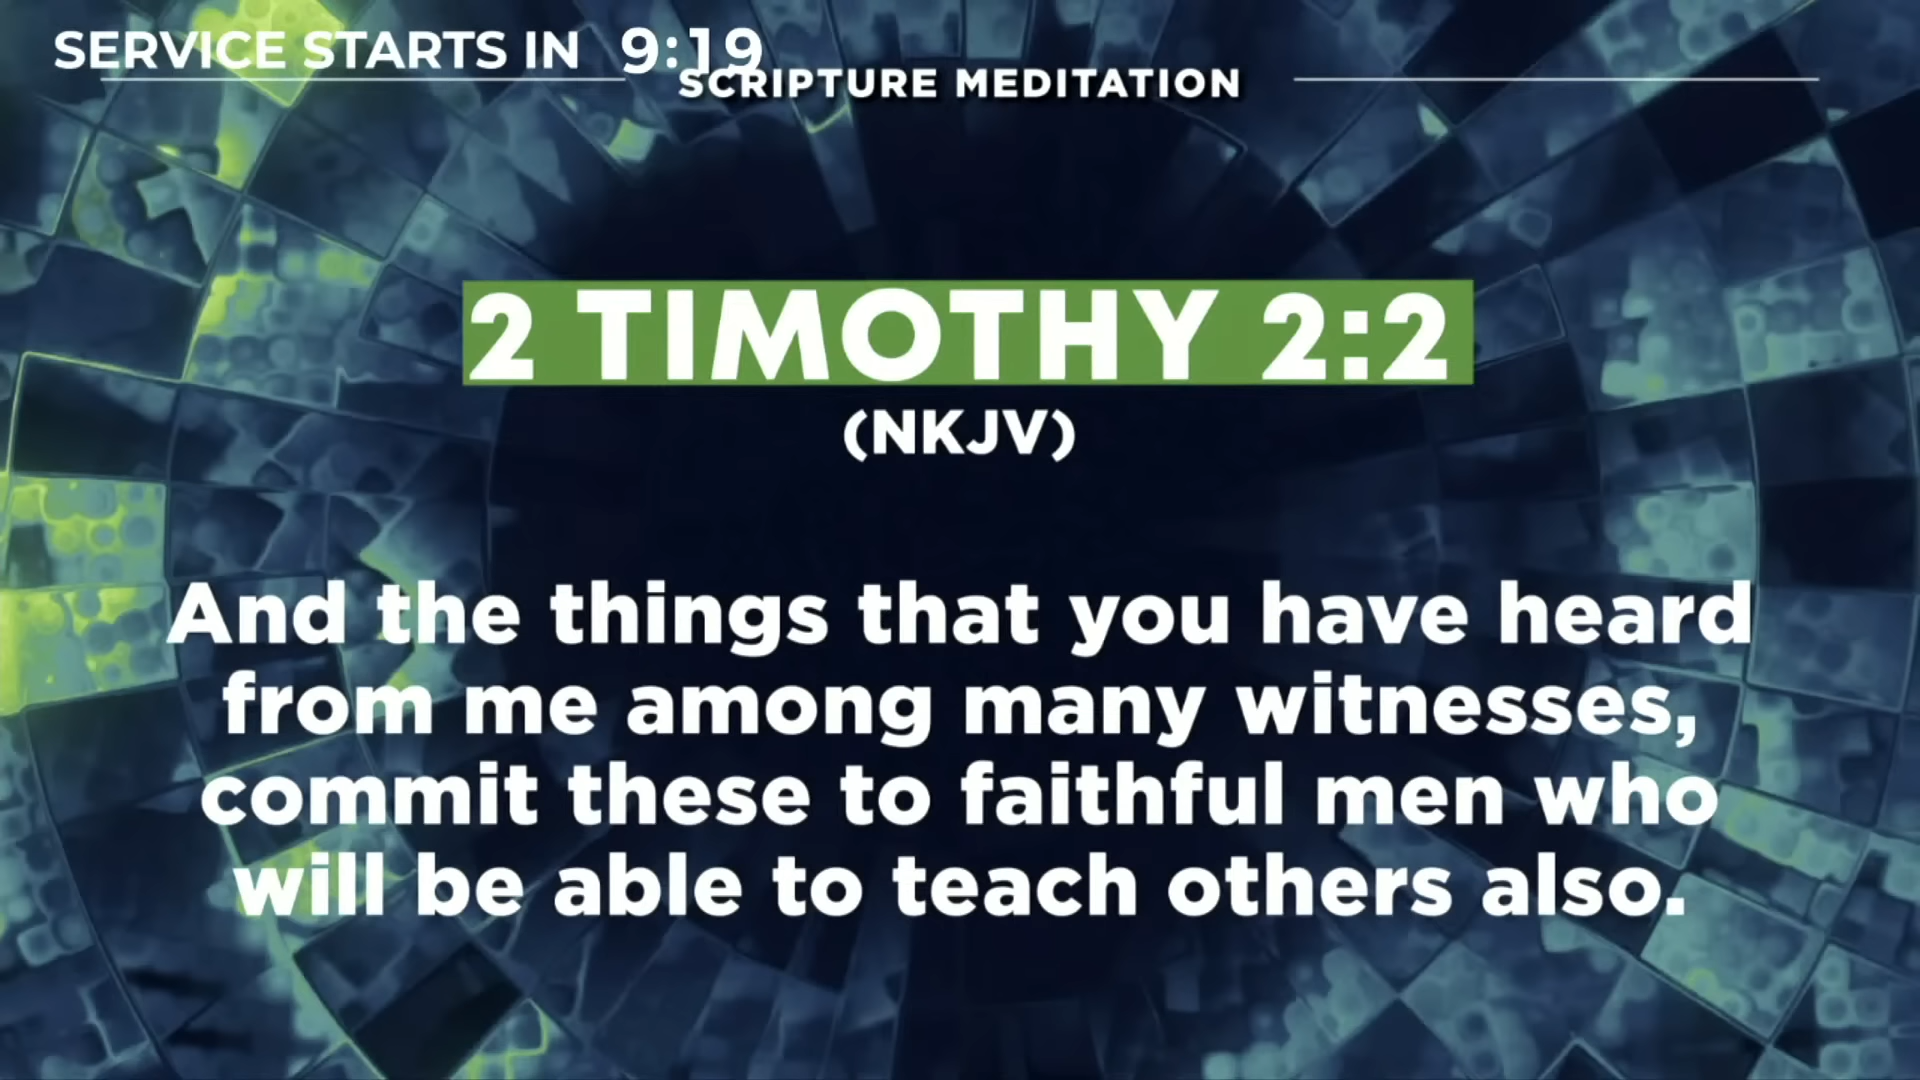 SERVICE STARTS IN 9:19
SCRIPTURE MEDITATION
2 TIMOTHY 2:2
(NKJV)
And the things that you have heard
from me among many witnesses,
commit these to faithful men who
will be able to teach others also.